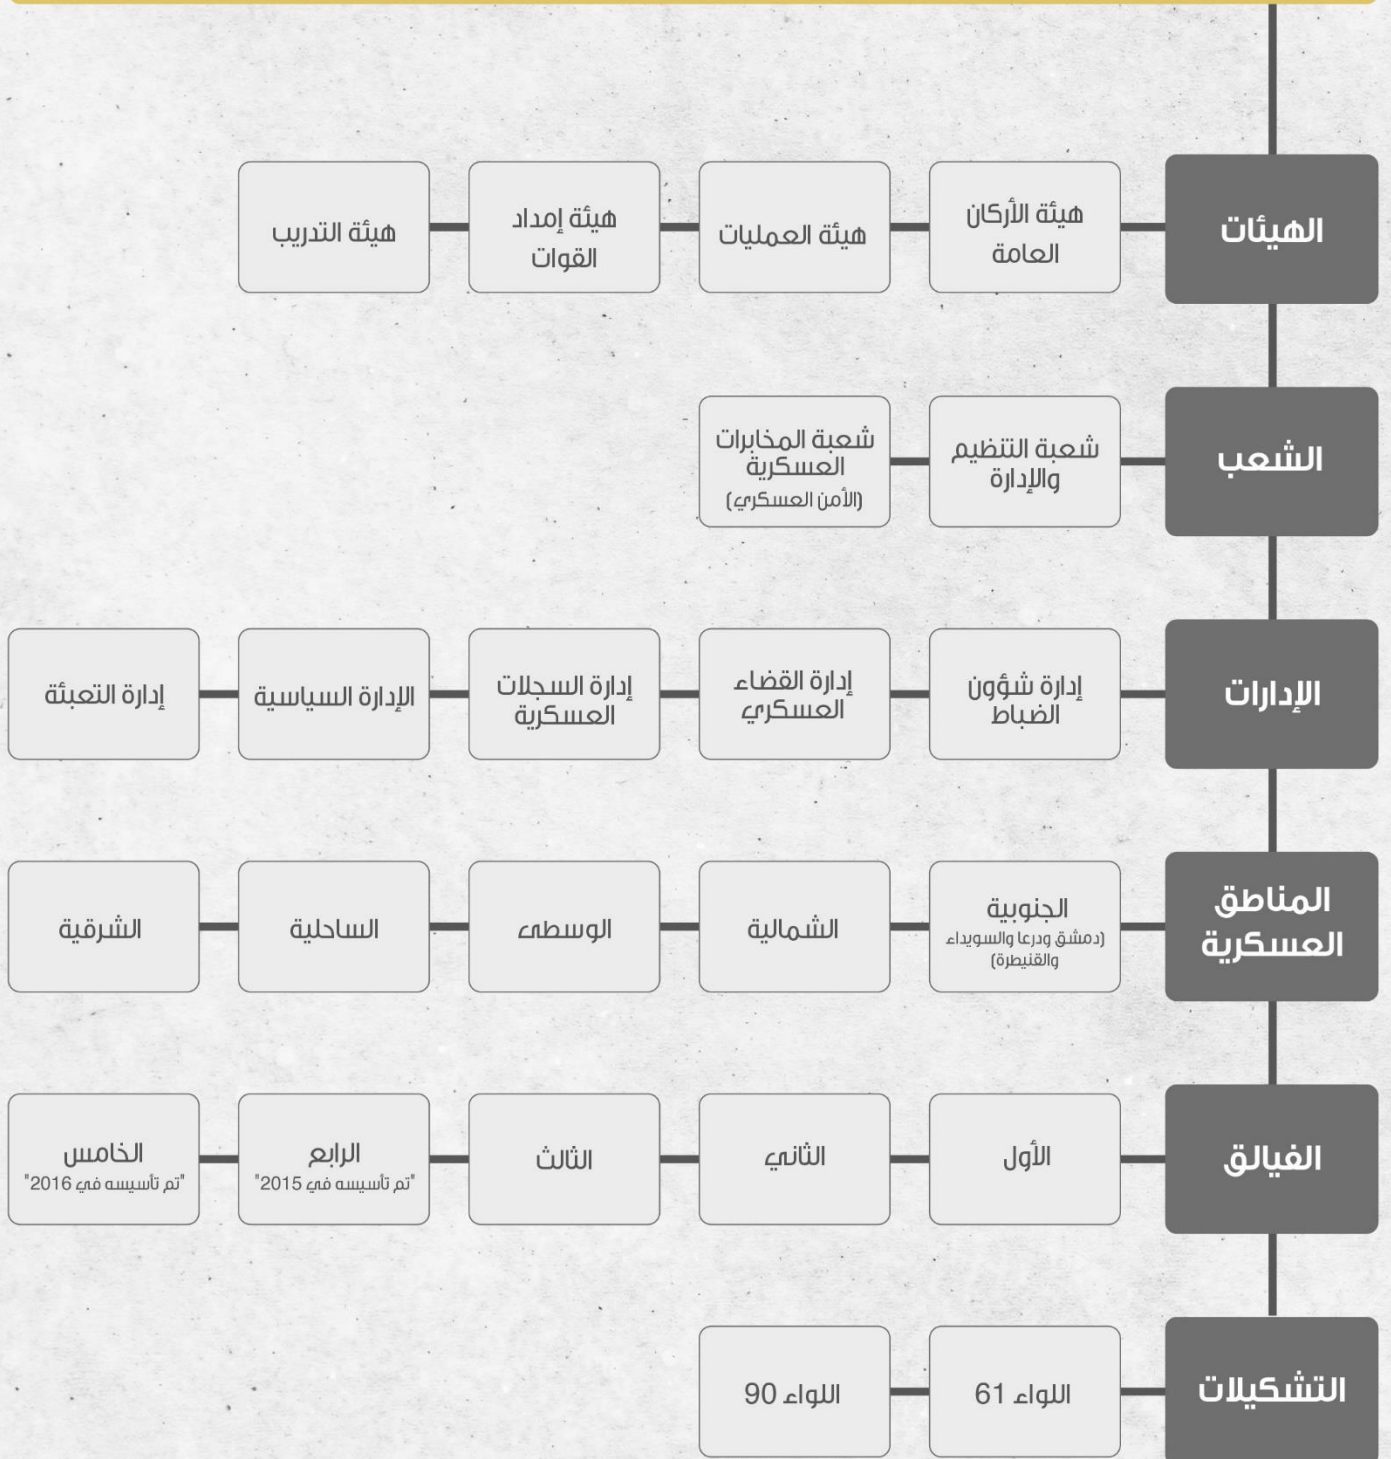 الهيئات
هيئة الأركان
العامة
هيئة العمليات
هيئة إمداد
القوات
هيئة التدريب
الشعب
شعبة التنظيم
والإدارة
شعبة المخابرات
العسكرية
(الأمن العسكري)
الإدارات
إدارة شؤون
الضباط
إدارة القضاء
العسكري
إدارة السجلات
العسكرية
الإدارة السياسية
إدارة التعبئة
المناطق
العسكرية
الجنوبية
(دمشق ودرعا والسويداء
والقنيطرة)
الشمالية
الوسطى
الساحلية
الشرقية
الفيالق
الأول
الثاني
الثالث
الرابع
"تم تأسيسه في 2015"
الخامس
"تم تأسيسه في 2016"
التشكيلات
اللواء 61
اللواء 90